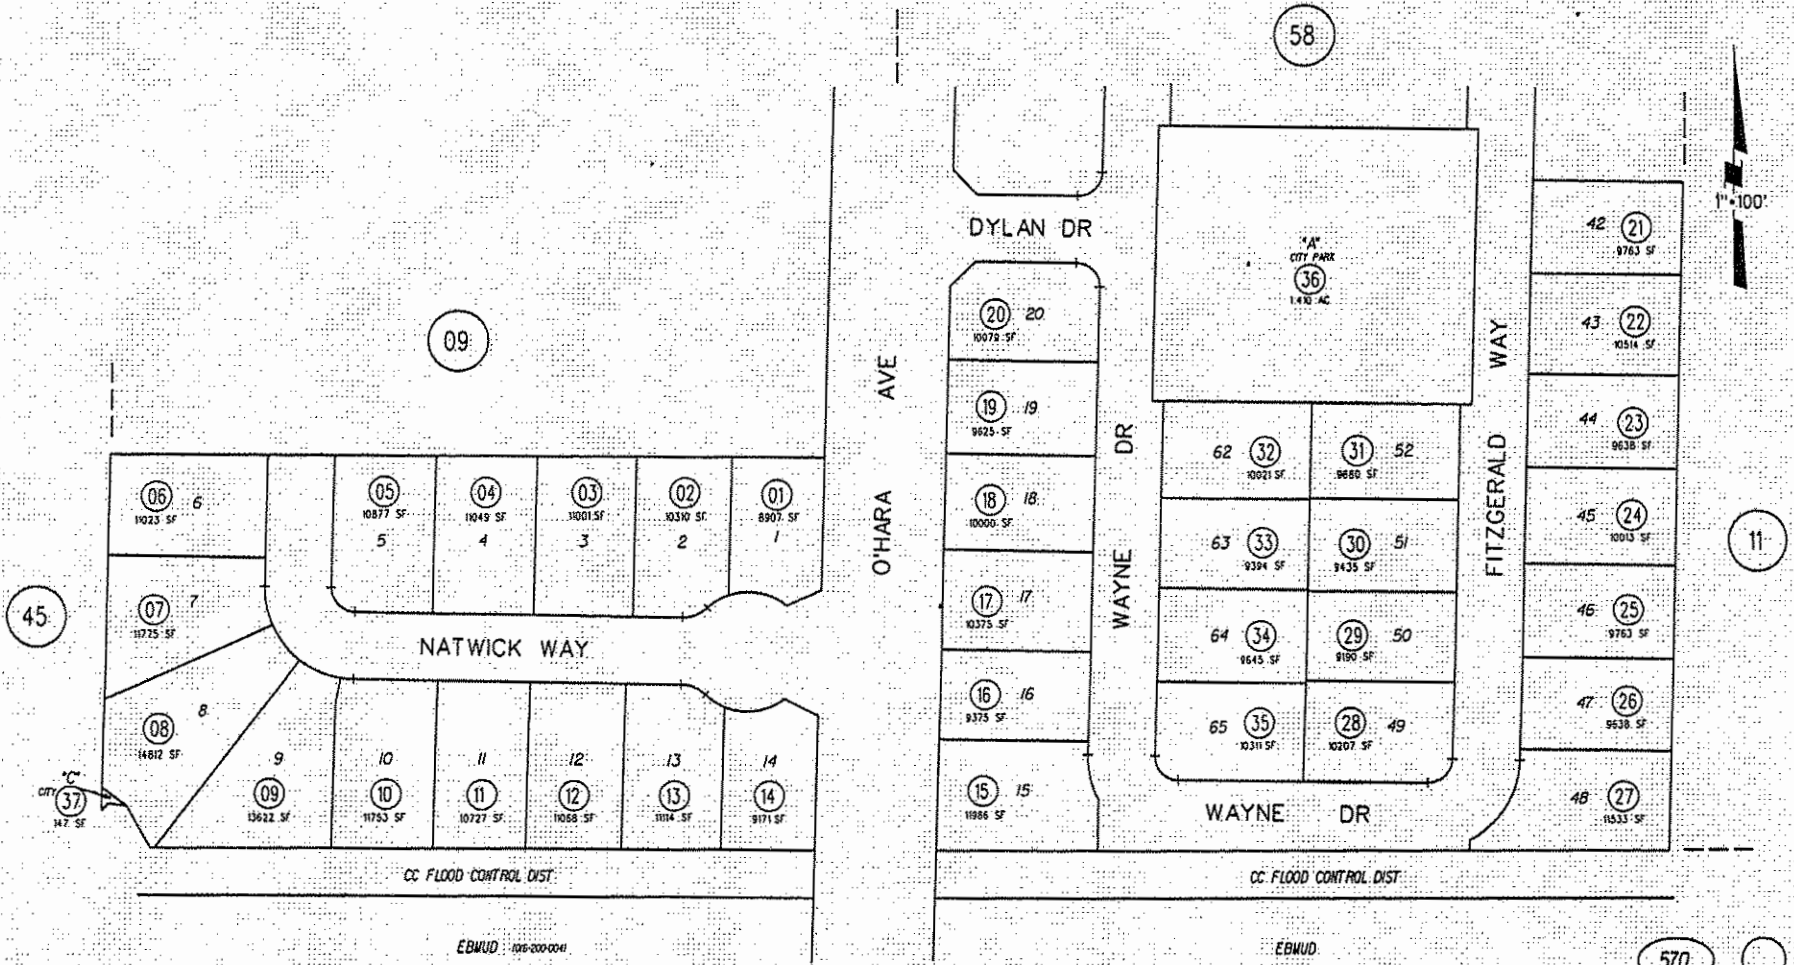 58
1"=100'
DYLAN DR
"A"
CITY PARK
36
1.410 AC
42 21
9763 SF
20 20
10079 SF
43 22
10514 SF
09
O'HARA AVE
WAYNE DR
FITZGERALD WAY
19 19
9625 SF
44 23
9638 SF
62 32
10021 SF
31 52
9680 SF
06 6
11023 SF
05
10877 SF
5
04
11049 SF
4
03
11001 SF
3
02
10310 SF
2
01
8907 SF
1
18 18
10000 SF
45 24
10013 SF
11
63 33
9394 SF
30 51
9435 SF
45
07 7
11775 SF
17 17
10375 SF
46 25
9763 SF
NATWICK WAY
64 34
9645 SF
29 50
9190 SF
16 16
9375 SF
47 26
9638 SF
08 8
14812 SF
65 35
10311 SF
28 49
10207 SF
9
09
13622 SF
10
10
11753 SF
11
11
10727 SF
12
12
11068 SF
13
13
11114 SF
14
14
9171 SF
15 15
11986 SF
48 27
11533 SF
"C"
CITY 37
147 SF
WAYNE DR
CC FLOOD CONTROL DIST
CC FLOOD CONTROL DIST
EBMUD
EBMUD
570